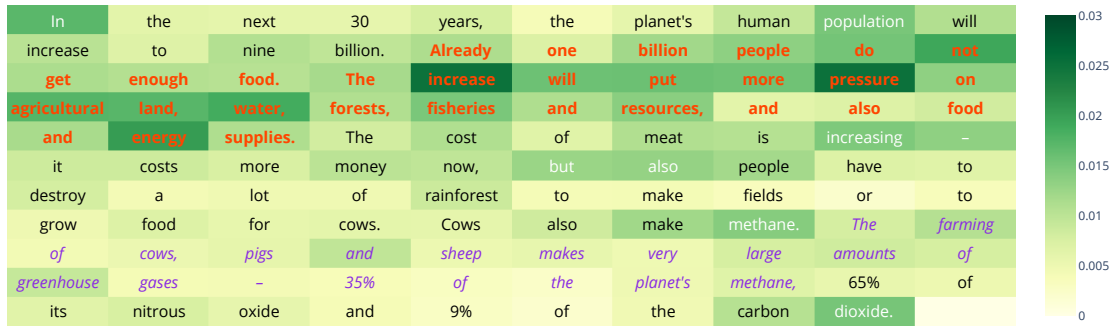 In the next 30 years, the planet's human population will
increase to nine billion. Already one billion people do not
get enough food. The increase will put more pressure on
agricultural land, water, forests, fisheries and resources, and also food
and energy supplies. The cost of meat is increasing –
it costs more money now, but also people have to
destroy a lot of rainforest to make fields or to
grow food for cows. Cows also make methane. The farming
of cows, pigs and sheep makes very large amounts of
greenhouse gases – 35% of the planet's methane, 65% of
its nitrous oxide and 9% of the carbon dioxide.
0.03
0.025
0.02
0.015
0.01
0.005
0